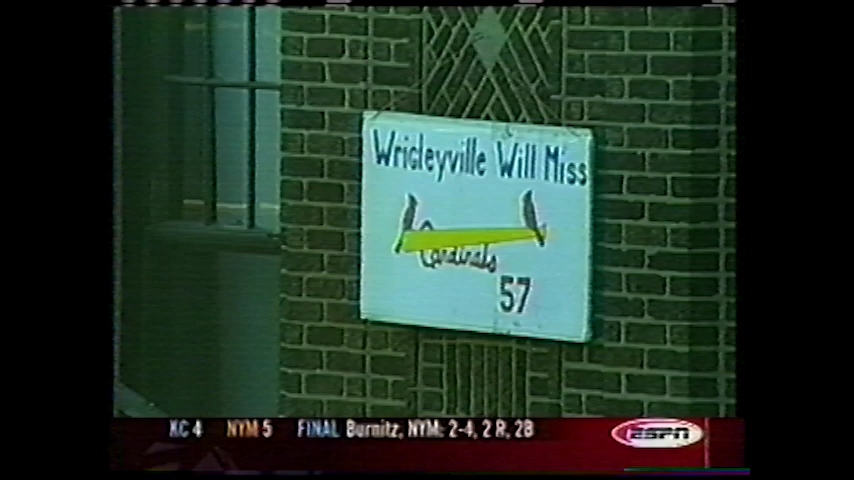 Wrigleyville Will Miss
Cardinals
57
KC 4 NYM 5 FINAL Burnitz, NYM: 2-4, 2 R, 2B
ESPN